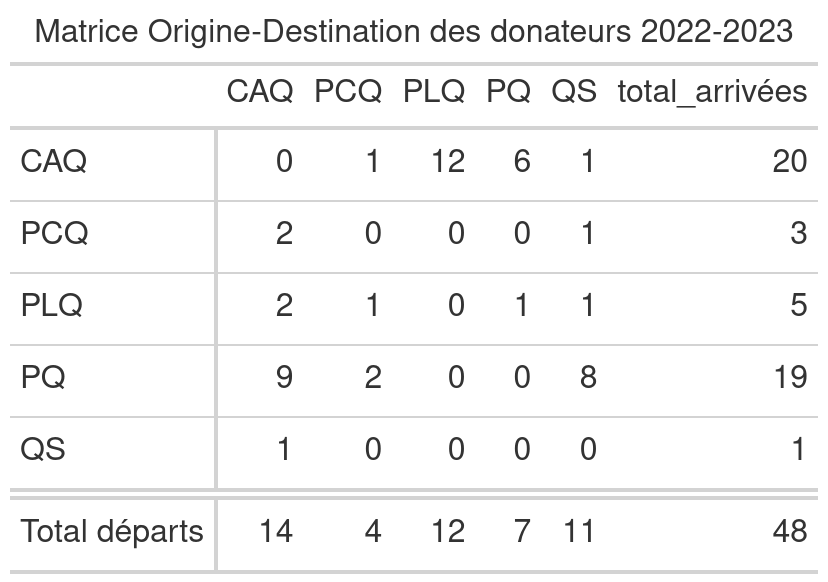 Matrice Origine-Destination des donateurs 2022-2023
CAQ PCQ PLQ PQ QS total_arrivées
CAQ 0 1 12 6 1 20
PCQ 2 0 0 0 1 3
PLQ 2 1 0 1 1 5
PQ 9 2 0 0 8 19
QS 1 0 0 0 0 1
Total départs 14 4 12 7 11 48